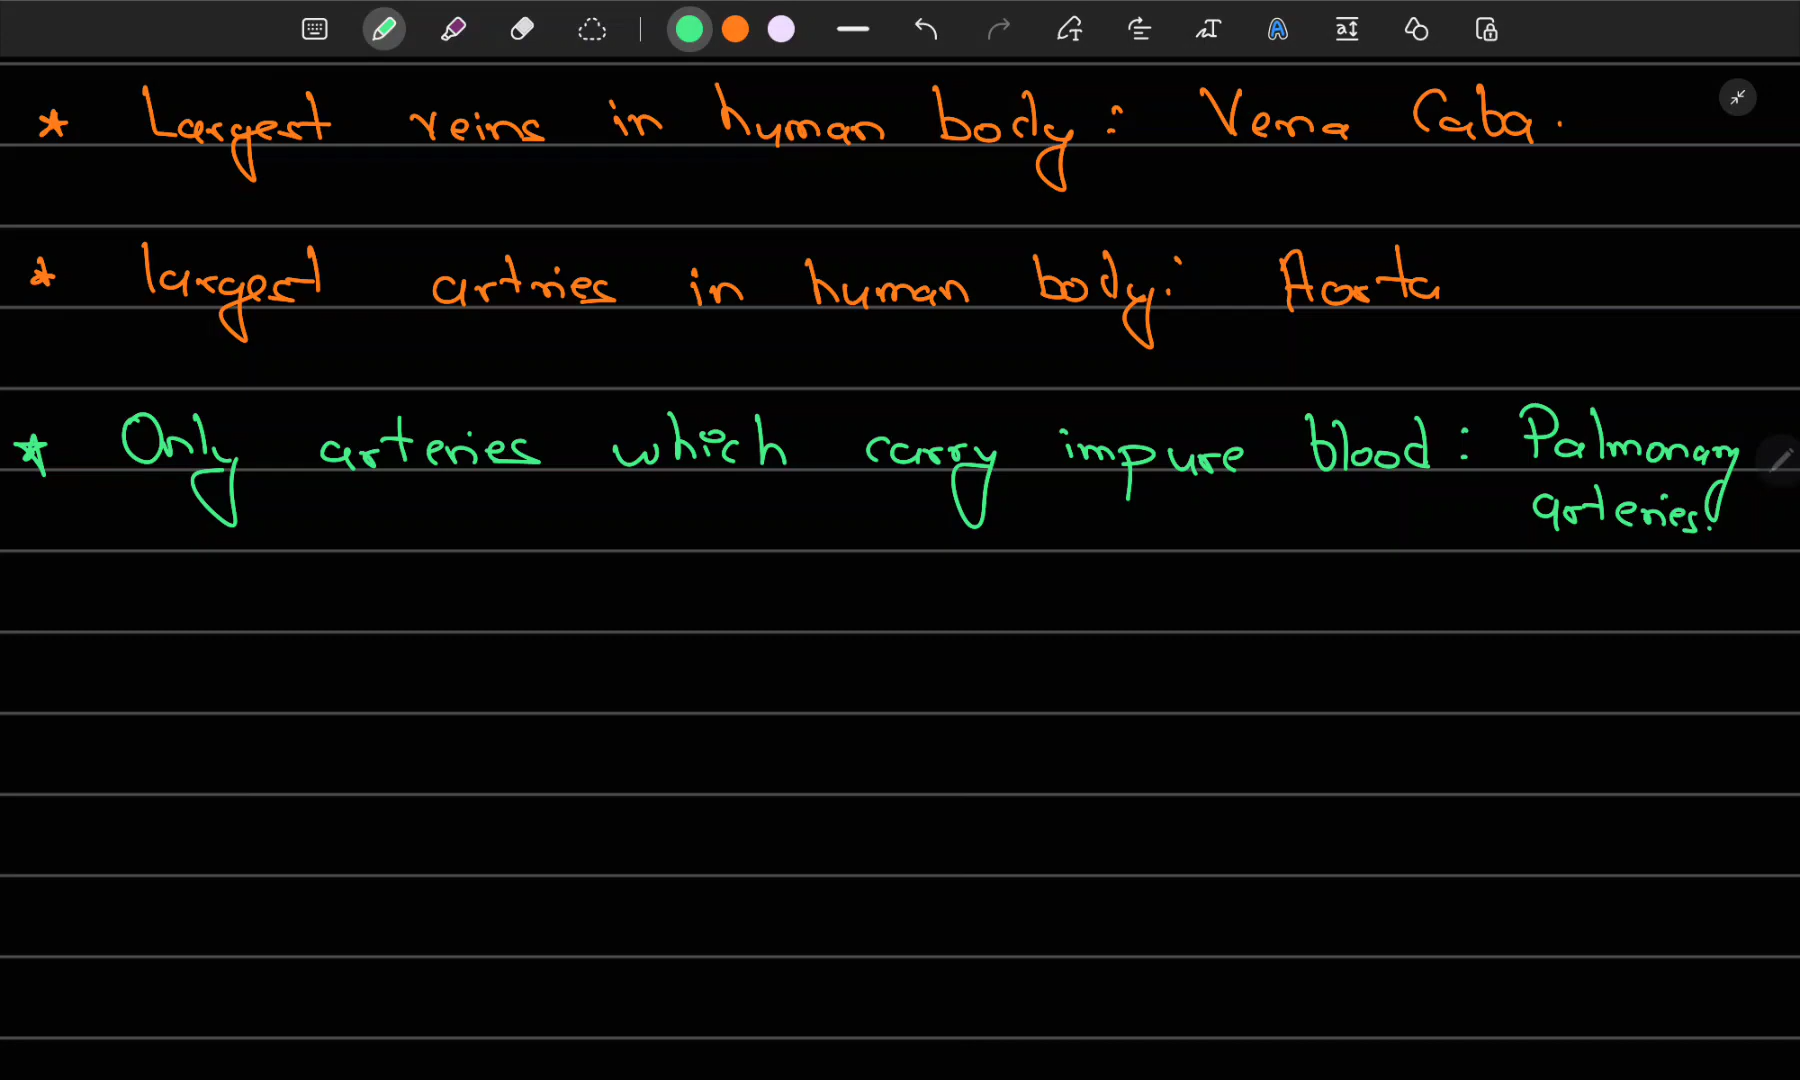 * Largest veins in human body : Vena Caba.
* largest artries in human body : Aorta
* Only arteries which carry impure blood : Palmonary
arteries.